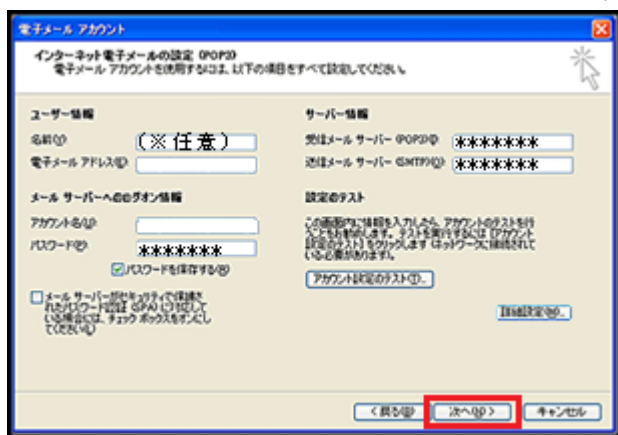 電子メール アカウント
インターネット電子メールの設定 (POP3)
電子メール アカウントを使用するには、以下の項目をすべて設定してください。
ユーザー情報
名前(Y)
(※任意)
電子メール アドレス(E)
メール サーバーへのログオン情報
アカウント名(U)
パスワード(P)
*******
パスワードを保存する(R)
メール サーバーがセキュリティで保護さ
れたパスワード認証 (SPA) に対応して
いる場合には、チェック ボックスをオンにし
てください(L)
サーバー情報
受信メール サーバー (POP3)(I)
*******
送信メール サーバー (SMTP)(O)
*******
設定のテスト
この画面内に情報を入力したら、アカウントのテストを行
うことをお勧めします。テストを実行するには [アカウント
設定のテスト] をクリックします (ネットワークに接続されて
いる必要があります)。
アカウント設定のテスト(T)...
詳細設定(M)...
< 戻る(B)
次へ(N) >
キャンセル